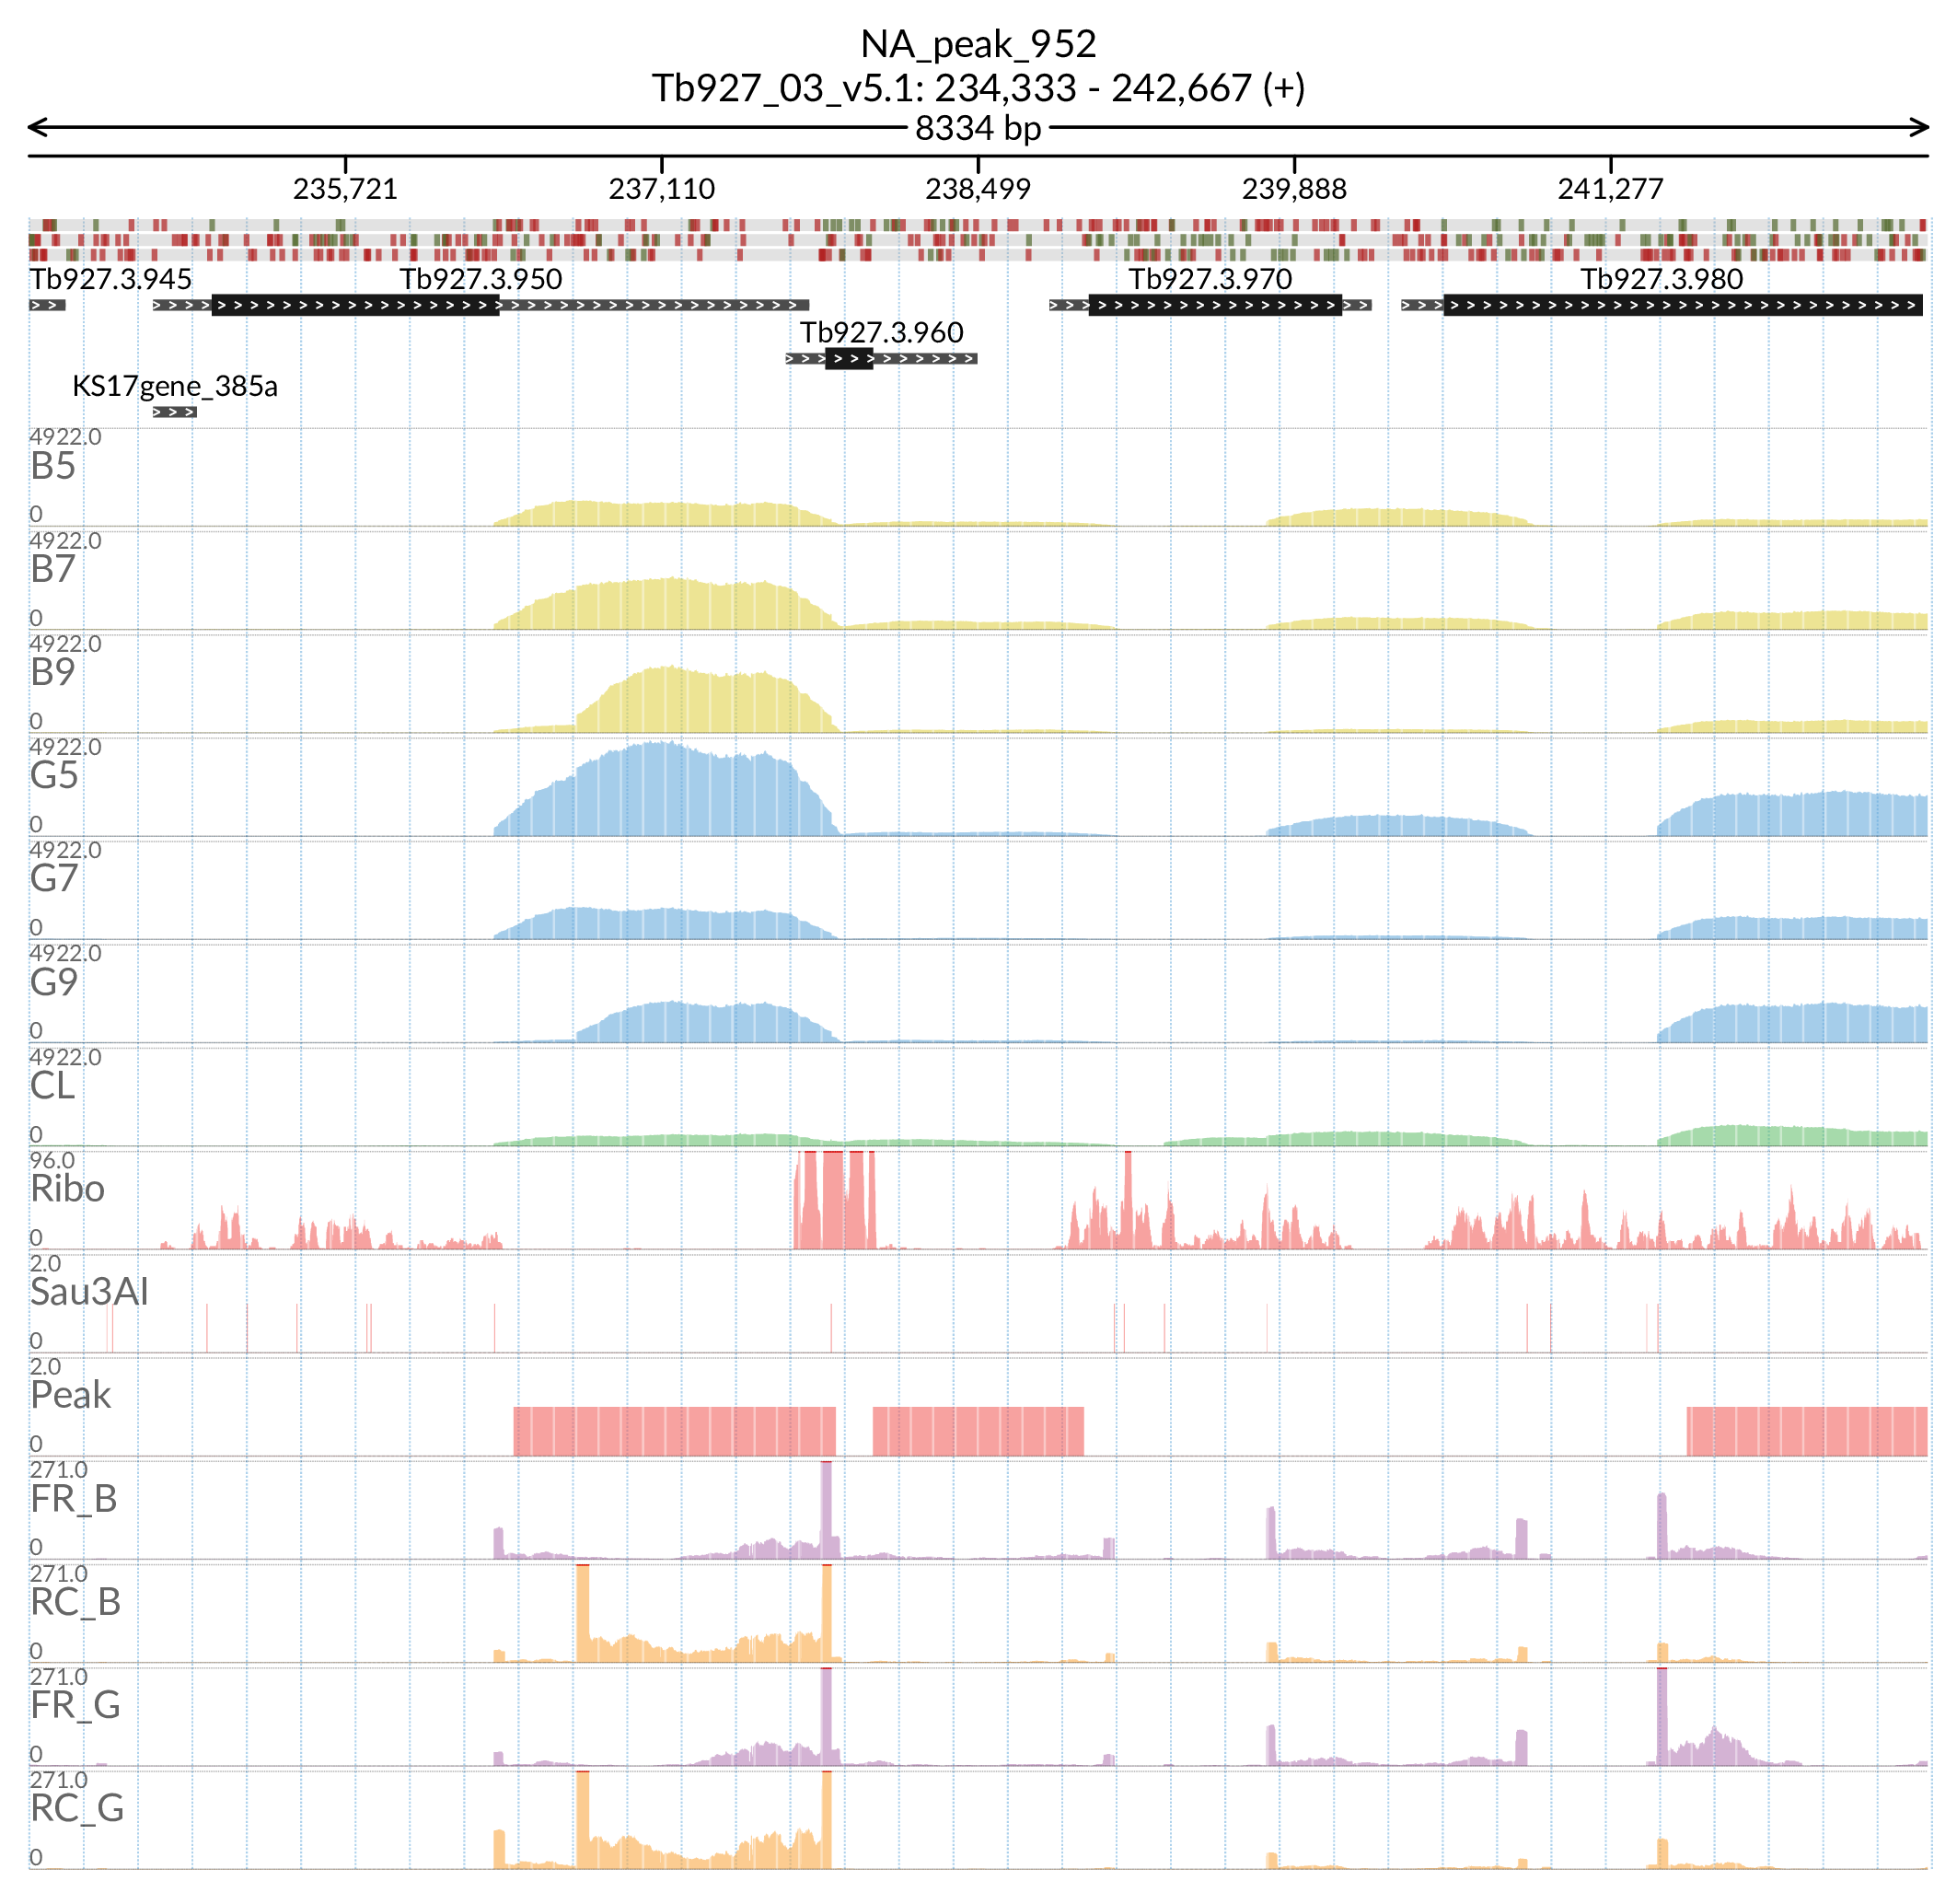 NA_peak_952
Tb927_03_v5.1: 234,333 - 242,667 (+)
8334 bp
235,721 237,110 238,499 239,888 241,277
Tb927.3.945 Tb927.3.950 Tb927.3.970 Tb927.3.980
Tb927.3.960
KS17gene_385a
4922.0
B5
0
4922.0
B7
0
4922.0
B9
0
4922.0
G5
0
4922.0
G7
0
4922.0
G9
0
4922.0
CL
0
96.0
Ribo
0
2.0
Sau3AI
0
2.0
Peak
0
271.0
FR_B
0
271.0
RC_B
0
271.0
FR_G
0
271.0
RC_G
0